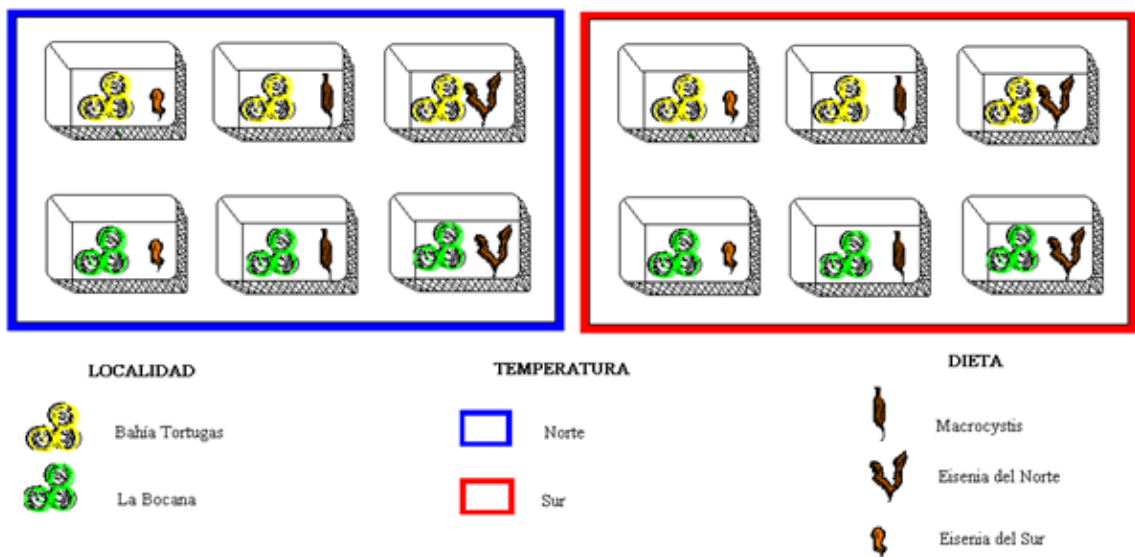 LOCALIDAD
Bahía Tortugas
La Bocana
TEMPERATURA
Norte
Sur
DIETA
Macrocystis
Eisenia del Norte
Eisenia del Sur